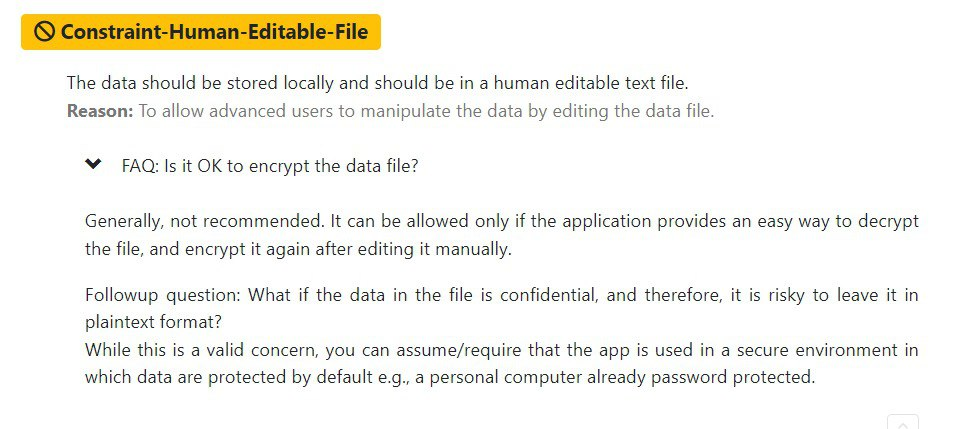 Constraint-Human-Editable-File
The data should be stored locally and should be in a human editable text file.
Reason: To allow advanced users to manipulate the data by editing the data file.
FAQ: Is it OK to encrypt the data file?
Generally, not recommended. It can be allowed only if the application provides an easy way to decrypt
the file, and encrypt it again after editing it manually.
Followup question: What if the data in the file is confidential, and therefore, it is risky to leave it in
plaintext format?
While this is a valid concern, you can assume/require that the app is used in a secure environment in
which data are protected by default e.g., a personal computer already password protected.